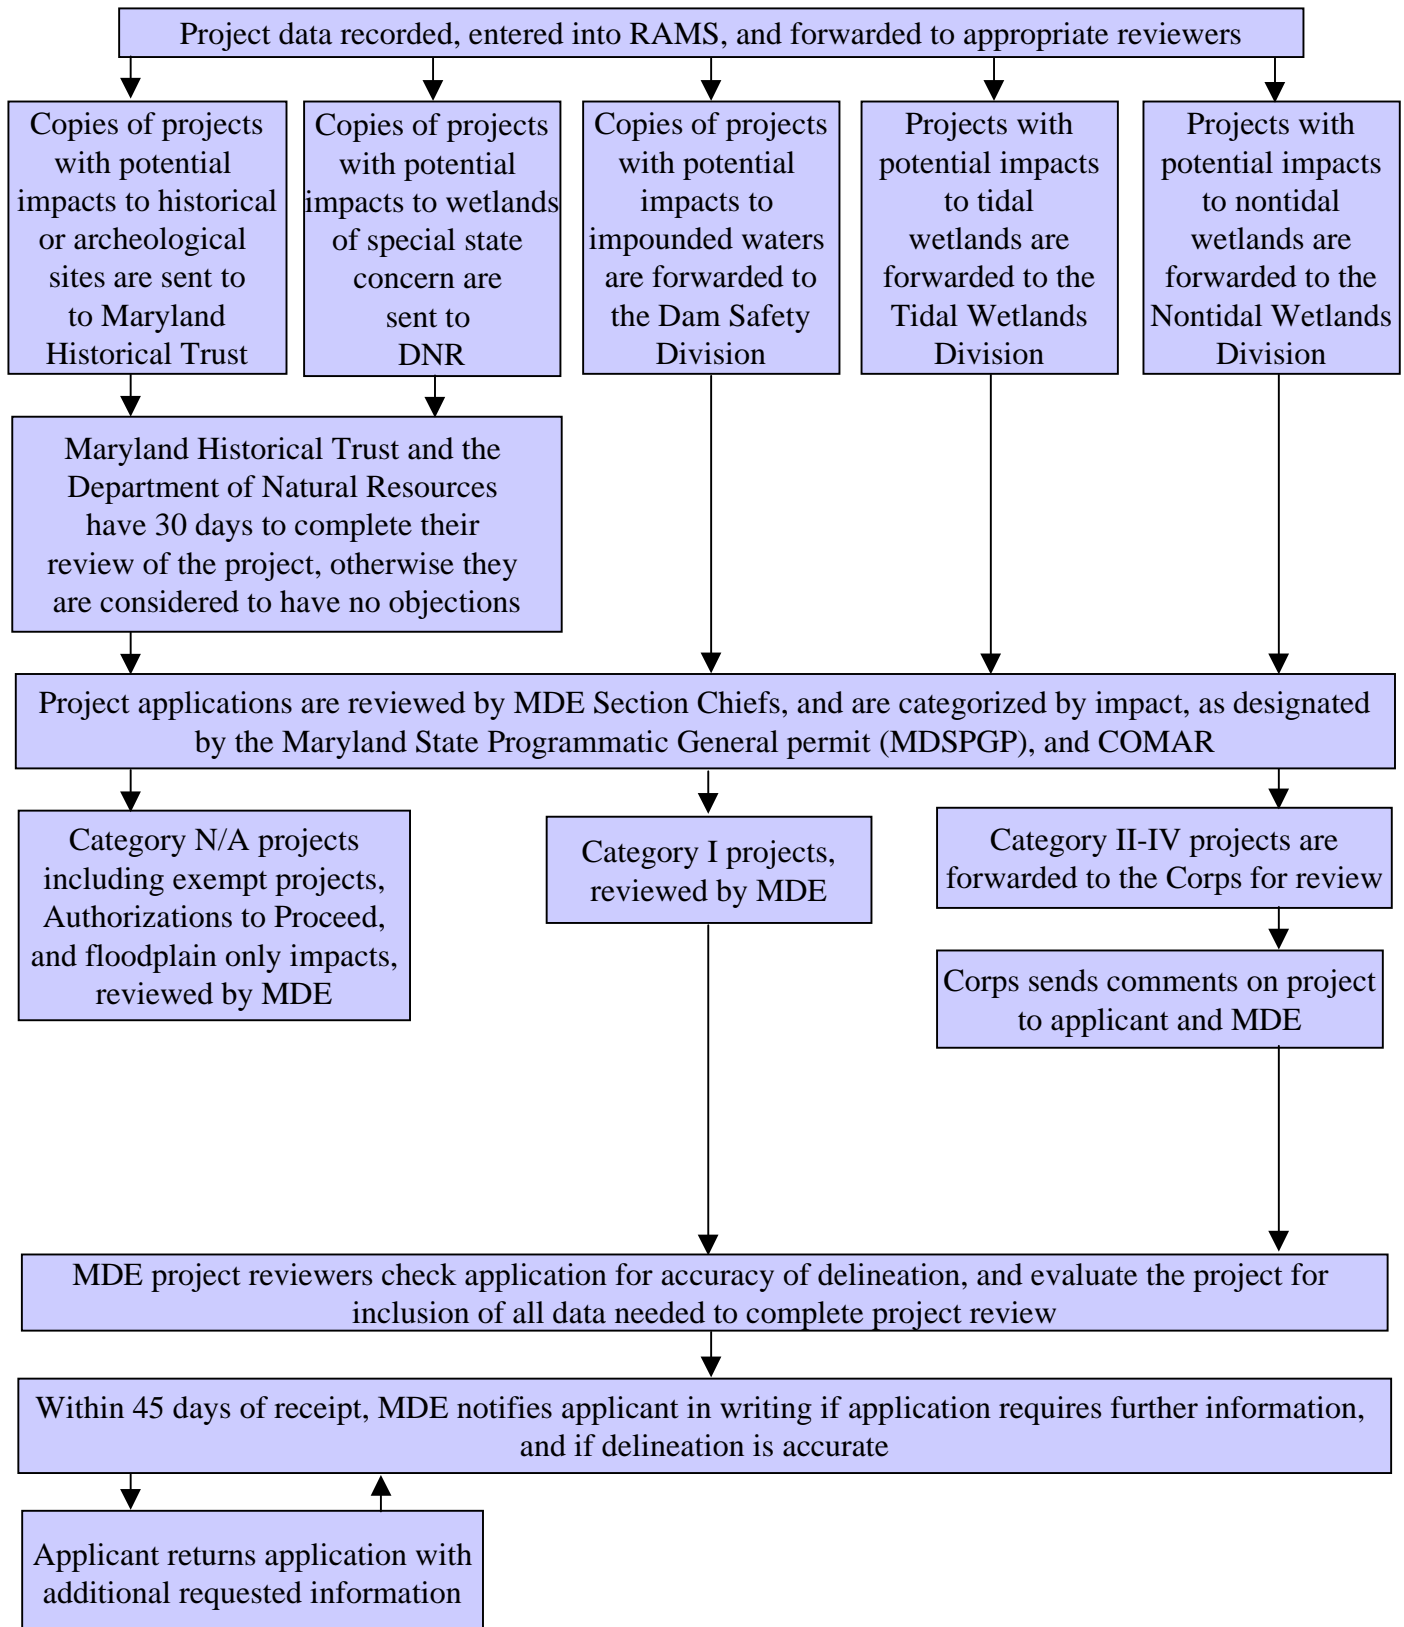 Project data recorded, entered into RAMS, and forwarded to appropriate reviewers
Copies of projects
with potential
impacts to historical
or archeological
sites are sent to
to Maryland
Historical Trust
Copies of projects
with potential
impacts to wetlands
of special state
concern are
sent to
DNR
Copies of projects
with potential
impacts to
impounded waters
are forwarded to
the Dam Safety
Division
Projects with
potential impacts
to tidal
wetlands are
forwarded to the
Tidal Wetlands
Division
Projects with
potential impacts
to nontidal
wetlands are
forwarded to the
Nontidal Wetlands
Division
Maryland Historical Trust and the
Department of Natural Resources
have 30 days to complete their
review of the project, otherwise they
are considered to have no objections
Project applications are reviewed by MDE Section Chiefs, and are categorized by impact, as designated
by the Maryland State Programmatic General permit (MDSPGP), and COMAR
Category N/A projects
including exempt projects,
Authorizations to Proceed,
and floodplain only impacts,
reviewed by MDE
Category I projects,
reviewed by MDE
Category II-IV projects are
forwarded to the Corps for review
Corps sends comments on project
to applicant and MDE
MDE project reviewers check application for accuracy of delineation, and evaluate the project for
inclusion of all data needed to complete project review
Within 45 days of receipt, MDE notifies applicant in writing if application requires further information,
and if delineation is accurate
Applicant returns application with
additional requested information